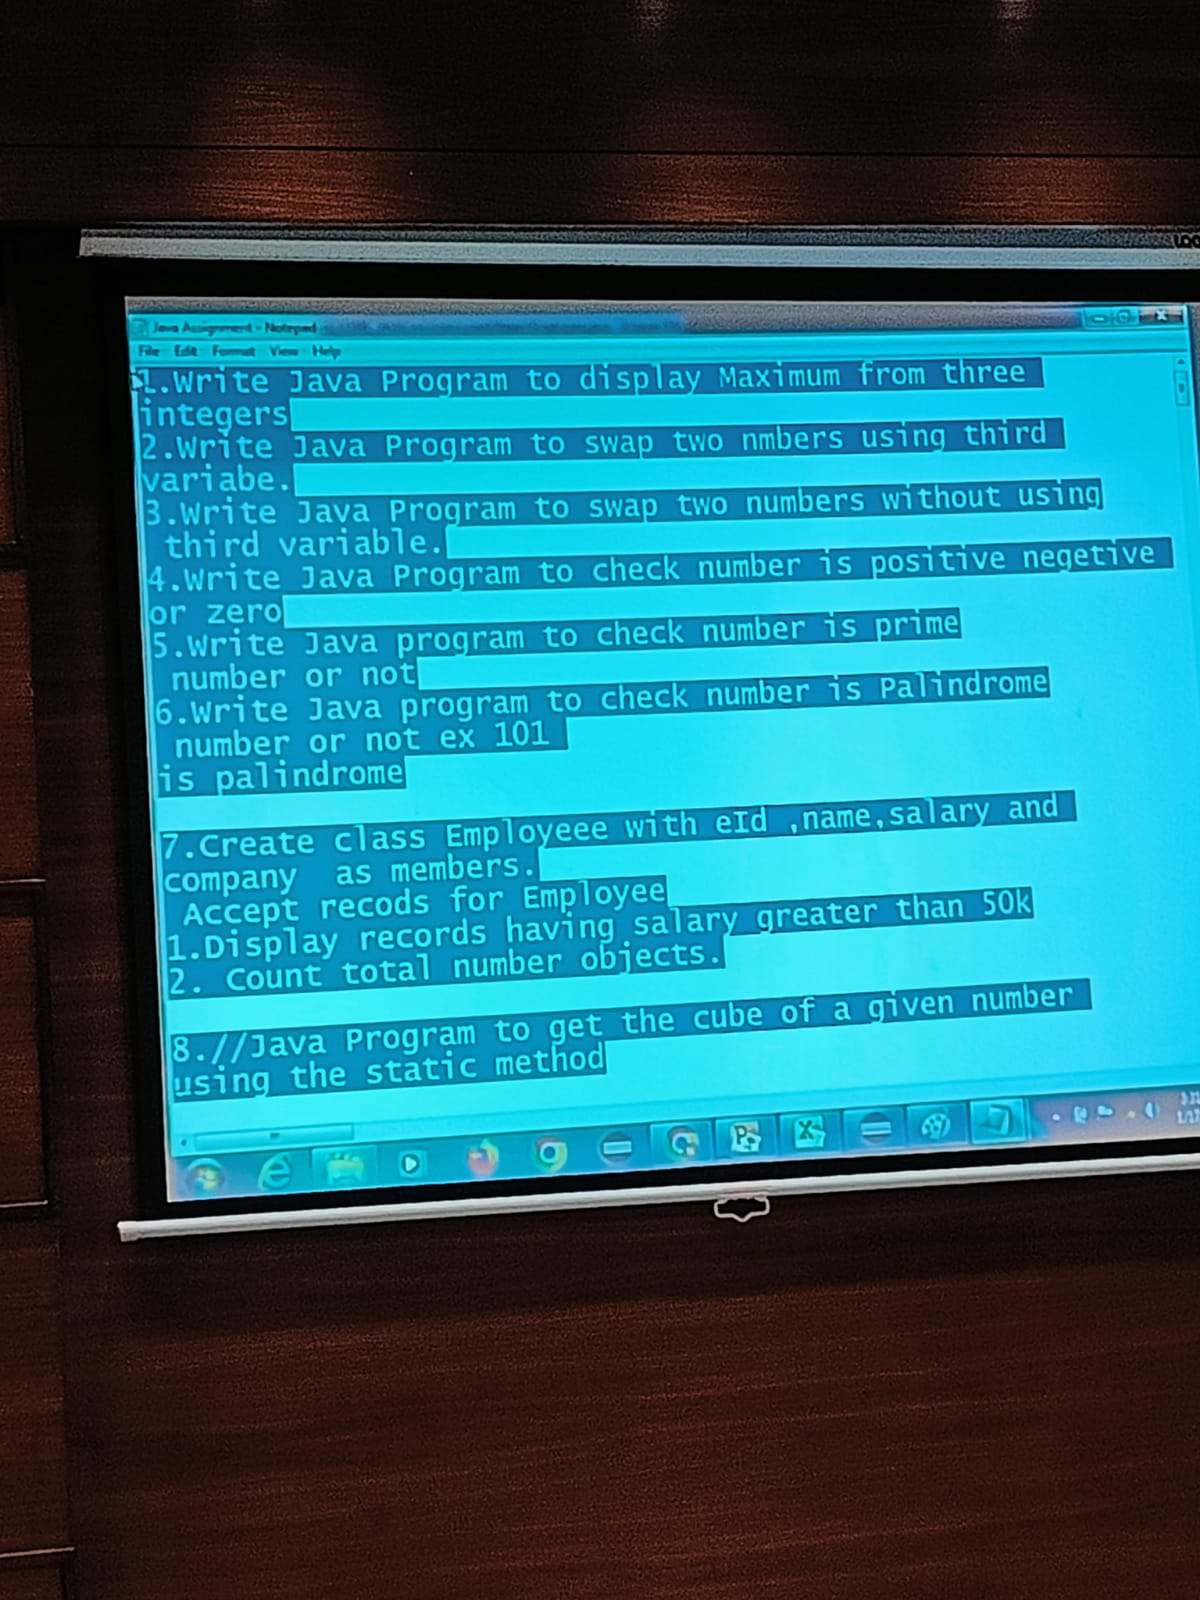 LOG
Java Assignment - Notepad
File Edit Format View Help
1.Write Java Program to display Maximum from three
integers
2.Write Java Program to swap two nmbers using third
variabe.
3.Write Java Program to swap two numbers without using
third variable.
4.Write Java Program to check number is positive negetive
or zero
5.Write Java program to check number is prime
number or not
6.Write Java program to check number is Palindrome
number or not ex 101
is palindrome
7.Create class Employeee with eId ,name,salary and
company as members.
Accept recods for Employee
1.Display records having salary greater than 50k
2. Count total number objects.
8.//Java Program to get the cube of a given number
using the static method